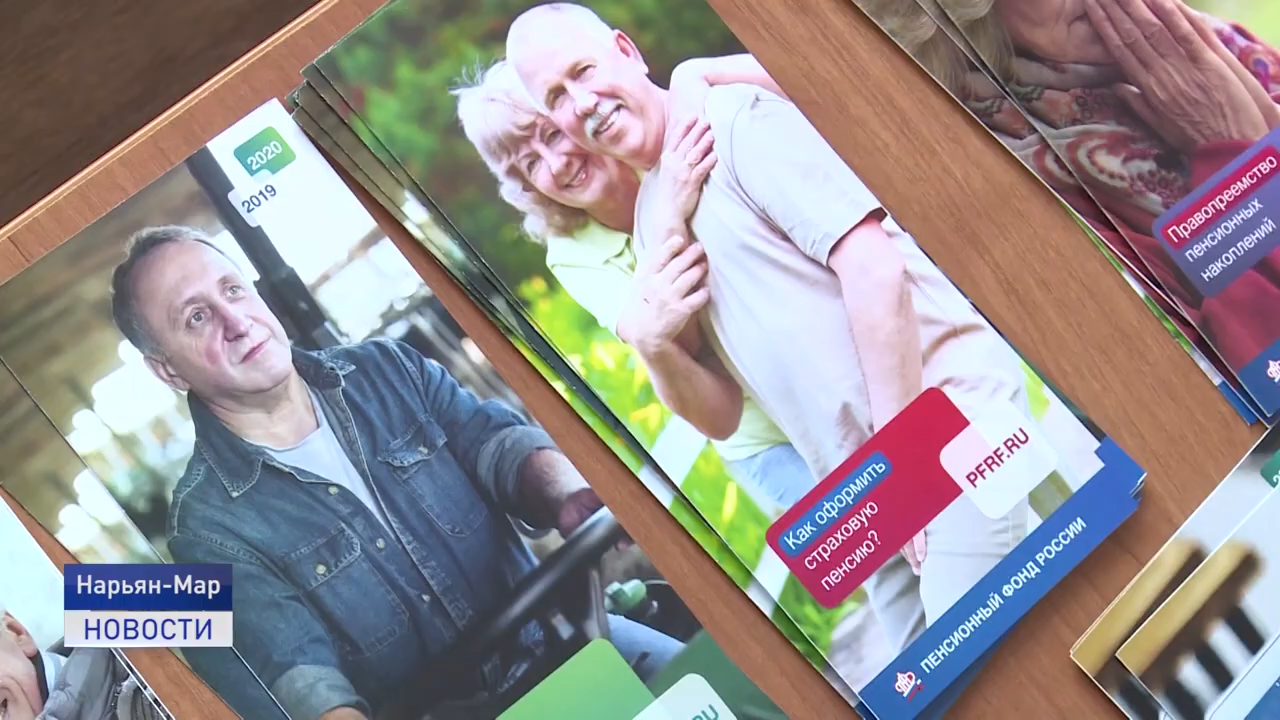 2020
2019
Как оформить
страховую
пенсию?
PFRF.RU
ПЕНСИОННЫЙ ФОНД РОССИИ
Правопреемство
пенсионных
накоплений
Нарьян-Мар
НОВОСТИ